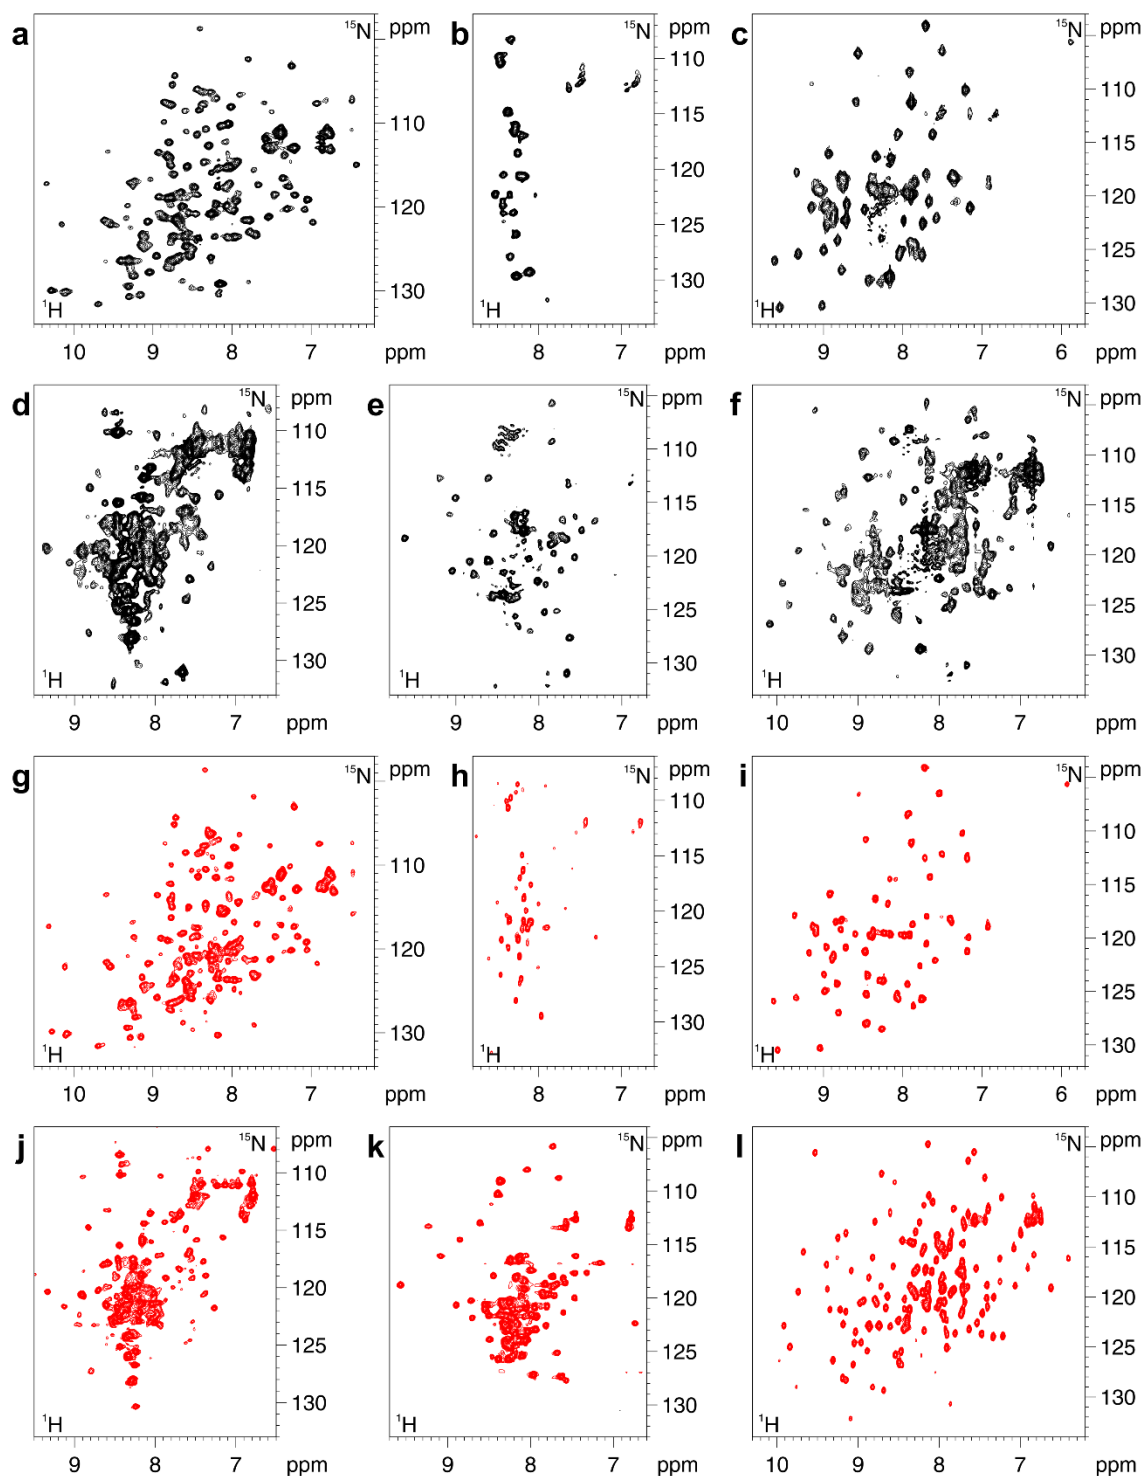 a ¹⁵N ppm b ¹⁵N ppm c ¹⁵N ppm
110 110 110
115 115
120 120 120
125 125
130 130 130
¹H ¹H ¹H
10 9 8 7 ppm 8 7 ppm 9 8 7 6 ppm
d ¹⁵N ppm e ¹⁵N ppm f ¹⁵N ppm
110 110 110
115 115 115
120 120 120
125 125 125
130 130 130
¹H ¹H ¹H
9 8 7 ppm 9 8 7 ppm 10 9 8 7 ppm
g ¹⁵N ppm h ¹⁵N ppm i ¹⁵N ppm
110 110 110
115 115
120 120 120
125 125
130 130 130
¹H ¹H ¹H
10 9 8 7 ppm 8 7 ppm 9 8 7 6 ppm
j ¹⁵N ppm k ¹⁵N ppm l ¹⁵N ppm
110 110 110
115 115 115
120 120 120
125 125 125
130 130 130
¹H ¹H ¹H
9 8 7 ppm 9 8 7 ppm 10 9 8 7 ppm